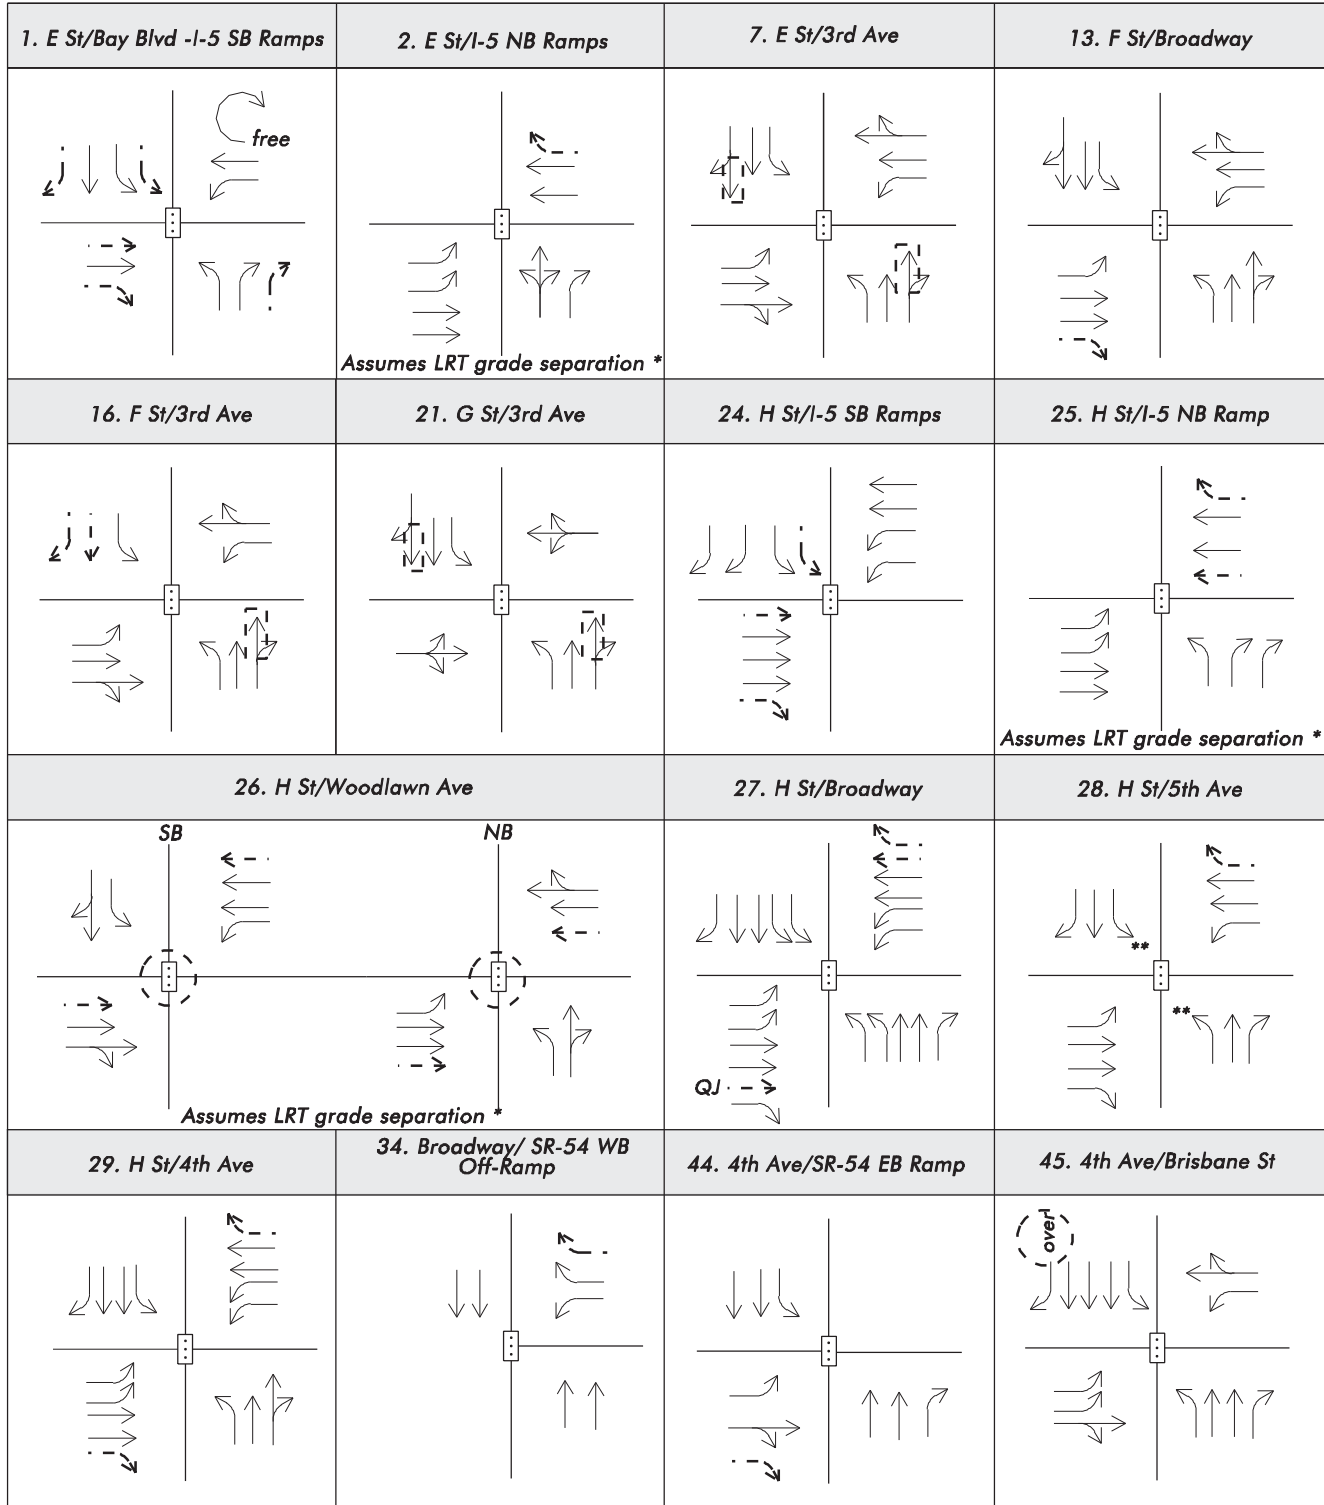 1. E St/Bay Blvd -I-5 SB Ramps
2. E St/I-5 NB Ramps
7. E St/3rd Ave
13. F St/Broadway
free
Assumes LRT grade separation *
16. F St/3rd Ave
21. G St/3rd Ave
24. H St/I-5 SB Ramps
25. H St/I-5 NB Ramp
Assumes LRT grade separation *
26. H St/Woodlawn Ave
27. H St/Broadway
28. H St/5th Ave
SB
NB
**
**
QJ
Assumes LRT grade separation *
29. H St/4th Ave
34. Broadway/ SR-54 WB
Off-Ramp
44. 4th Ave/SR-54 EB Ramp
45. 4th Ave/Brisbane St
over